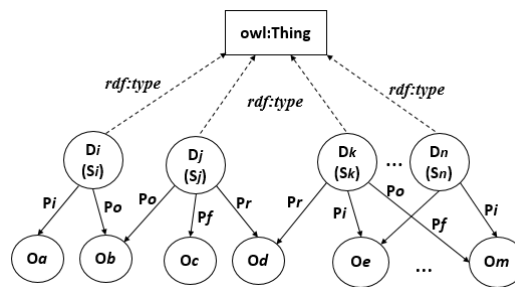 owl:Thing
rdf:type
rdf:type
rdf:type
Di
(Si)
Dj
(Sj)
Dk
(Sk)
...
Dn
(Sn)
Pi
Po
Po
Pf
Pr
Pr
Pi
Po
Pf
Pi
Oa
Ob
Oc
Od
Oe
...
Om